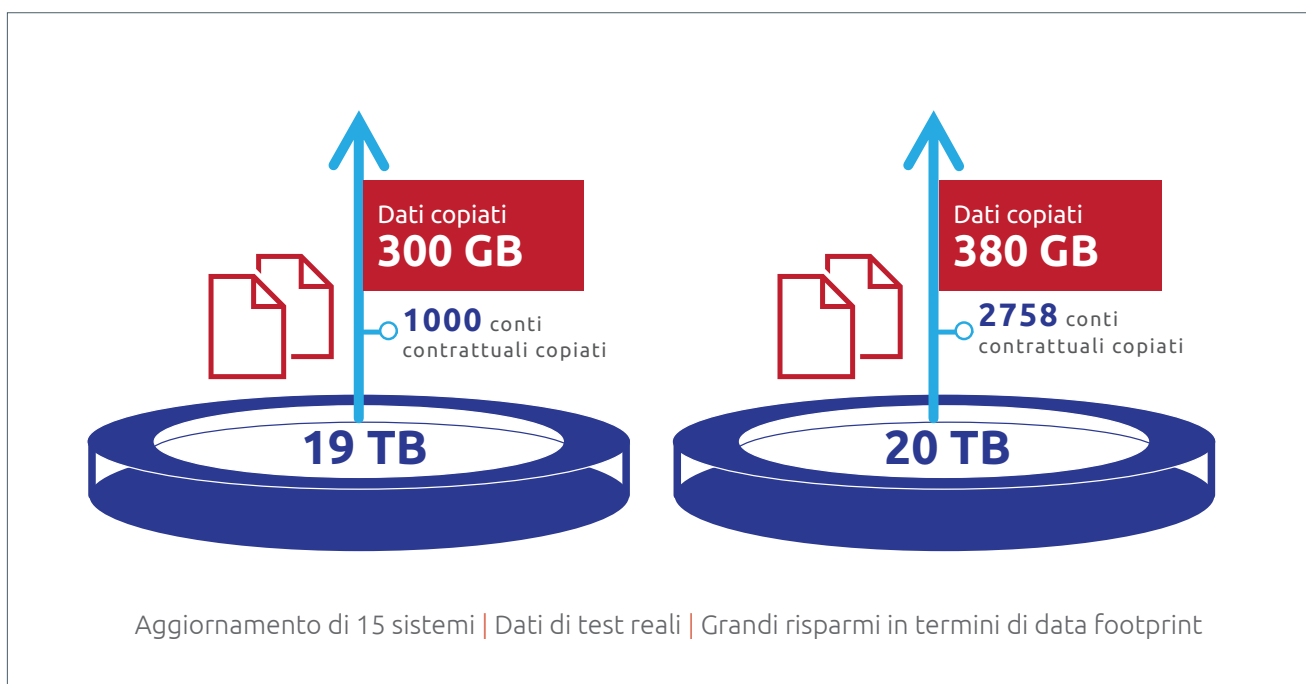 Dati copiati
300 GB
1000 conti
contrattuali copiati
19 TB
Dati copiati
380 GB
2758 conti
contrattuali copiati
20 TB
Aggiornamento di 15 sistemi | Dati di test reali | Grandi risparmi in termini di data footprint